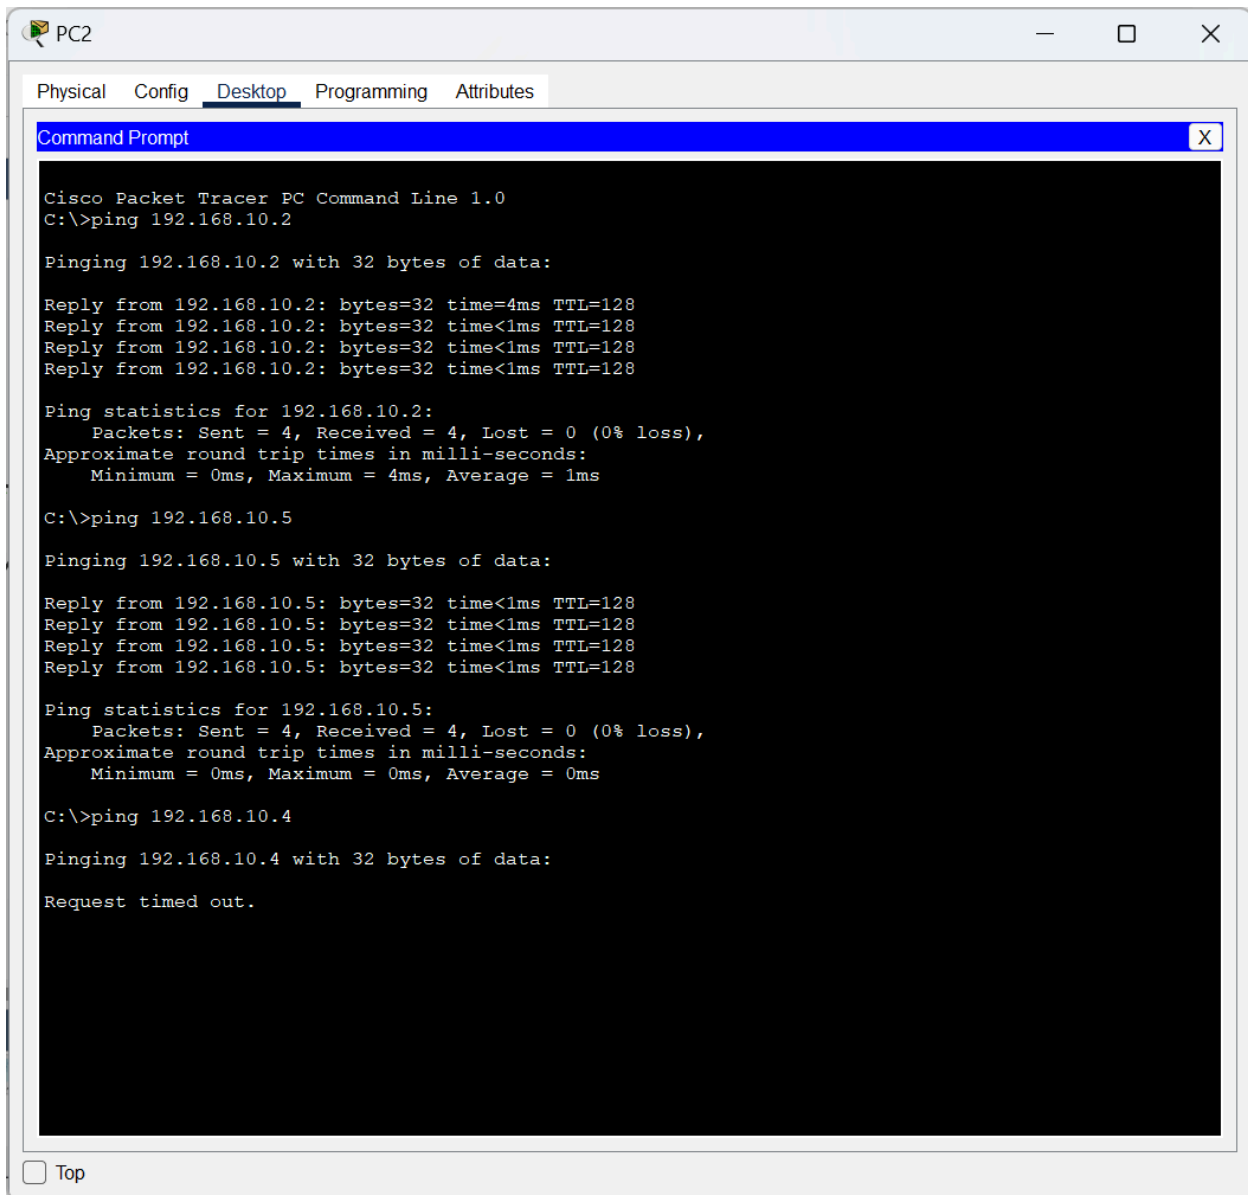 PC2
Physical Config Desktop Programming Attributes
Command Prompt
X
Cisco Packet Tracer PC Command Line 1.0
C:\>ping 192.168.10.2
Pinging 192.168.10.2 with 32 bytes of data:
Reply from 192.168.10.2: bytes=32 time=4ms TTL=128
Reply from 192.168.10.2: bytes=32 time<1ms TTL=128
Reply from 192.168.10.2: bytes=32 time<1ms TTL=128
Reply from 192.168.10.2: bytes=32 time<1ms TTL=128
Ping statistics for 192.168.10.2:
    Packets: Sent = 4, Received = 4, Lost = 0 (0% loss),
Approximate round trip times in milli-seconds:
    Minimum = 0ms, Maximum = 4ms, Average = 1ms
C:\>ping 192.168.10.5
Pinging 192.168.10.5 with 32 bytes of data:
Reply from 192.168.10.5: bytes=32 time<1ms TTL=128
Reply from 192.168.10.5: bytes=32 time<1ms TTL=128
Reply from 192.168.10.5: bytes=32 time<1ms TTL=128
Reply from 192.168.10.5: bytes=32 time<1ms TTL=128
Ping statistics for 192.168.10.5:
    Packets: Sent = 4, Received = 4, Lost = 0 (0% loss),
Approximate round trip times in milli-seconds:
    Minimum = 0ms, Maximum = 0ms, Average = 0ms
C:\>ping 192.168.10.4
Pinging 192.168.10.4 with 32 bytes of data:
Request timed out.
Top